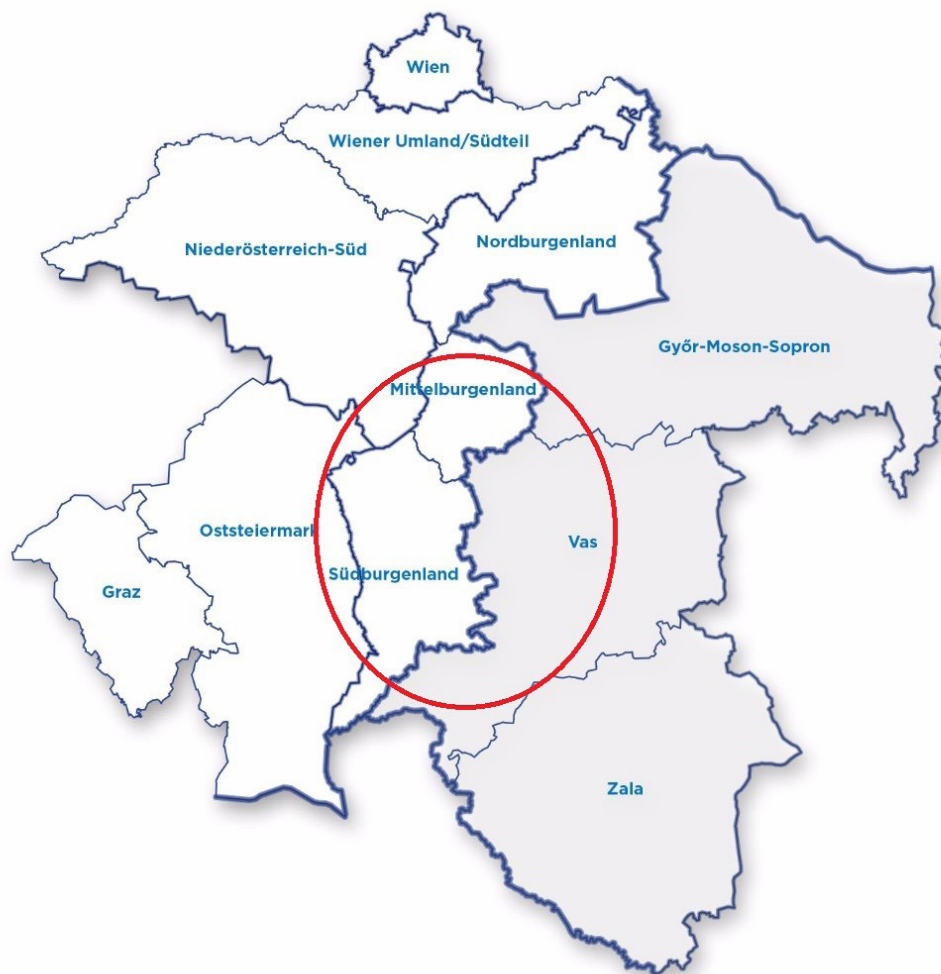 Wien
Wiener Umland/Südteil
Niederösterreich-Süd
Nordburgenland
Győr-Moson-Sopron
Mittelburgenland
Oststeiermark
Vas
Südburgenland
Graz
Zala